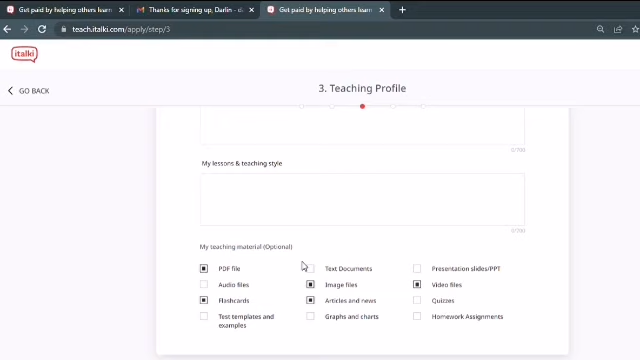 Get paid by helping others learn
Thanks for signing up, Darlin - d
Get paid by helping others learn
teach.italki.com/apply/step/3
italki
GO BACK
3. Teaching Profile
0/700
My lessons & teaching style
0/700
My teaching material (Optional)
PDF file
Text Documents
Presentation slides/PPT
Audio files
Image files
Video files
Flashcards
Articles and news
Quizzes
Test templates and
examples
Graphs and charts
Homework Assignments